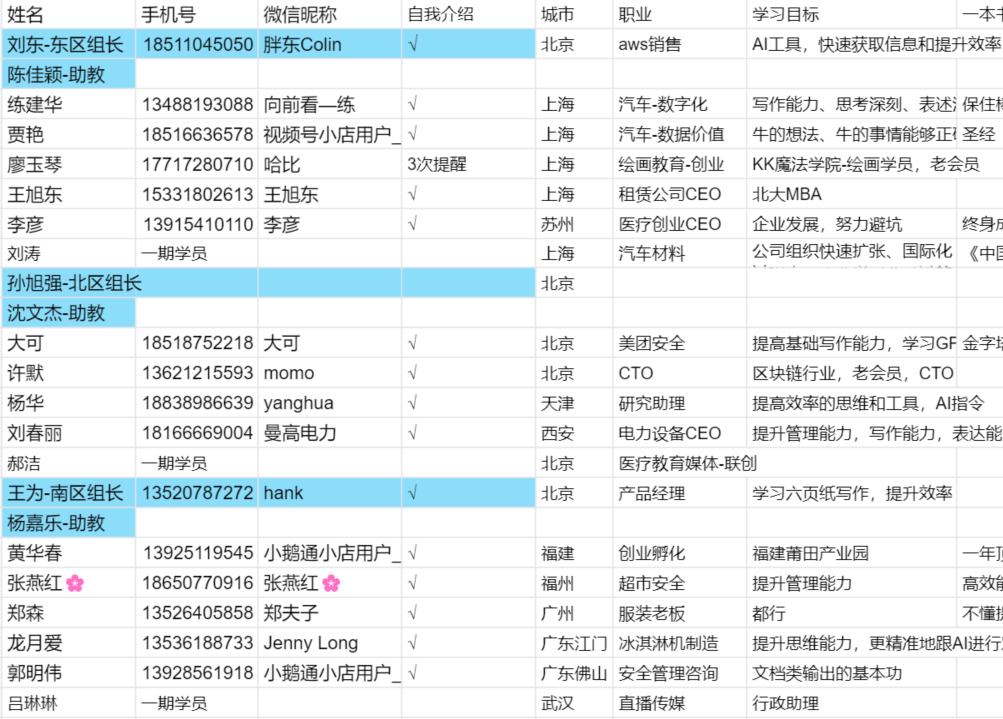 姓名 手机号 微信昵称 自我介绍 城市 职业 学习目标 一本
刘东-东区组长 18511045050 胖东Colin √ 北京 aws销售 AI工具，快速获取信息和提升效率
陈佳颖-助教
练建华 13488193088 向前看—练 √ 上海 汽车-数字化 写作能力、思考深刻、表述 保住
贾艳 18516636578 视频号小店用户_ √ 上海 汽车-数据价值 牛的想法、牛的事情能够正 圣经
廖玉琴 17717280710 哈比 3次提醒 上海 绘画教育-创业 KK魔法学院-绘画学员，老会员
王旭东 15331802613 王旭东 √ 上海 租赁公司CEO 北大MBA
李彦 13915410110 李彦 √ 苏州 医疗创业CEO 企业发展，努力避坑 终身
刘涛 一期学员 上海 汽车材料 公司组织快速扩张、国际化 《中
孙旭强-北区组长 北京
沈文杰-助教
大可 18518752218 大可 √ 北京 美团安全 提高基础写作能力，学习GP 金字
许默 13621215593 momo √ 北京 CTO 区块链行业，老会员，CTO
杨华 18838986639 yanghua √ 天津 研究助理 提高效率的思维和工具，AI指令
刘春丽 18166669004 曼高电力 √ 西安 电力设备CEO 提升管理能力，写作能力，表达能
郝洁 一期学员 北京 医疗教育媒体-联创
王为-南区组长 13520787272 hank √ 北京 产品经理 学习六页纸写作，提升效率
杨嘉乐-助教
黄华春 13925119545 小鹅通小店用户_ √ 福建 创业孵化 福建莆田产业园 一年
张燕红🌸 18650770916 张燕红🌸 √ 福州 超市安全 提升管理能力 高效
郑森 13526405858 郑夫子 √ 广州 服装老板 都行 不懂
龙月爱 13536188733 Jenny Long √ 广东江门 冰淇淋机制造 提升思维能力，更精准地跟AI进行
郭明伟 13928561918 小鹅通小店用户_ √ 广东佛山 安全管理咨询 文档类输出的基本功
吕琳琳 一期学员 武汉 直播传媒 行政助理